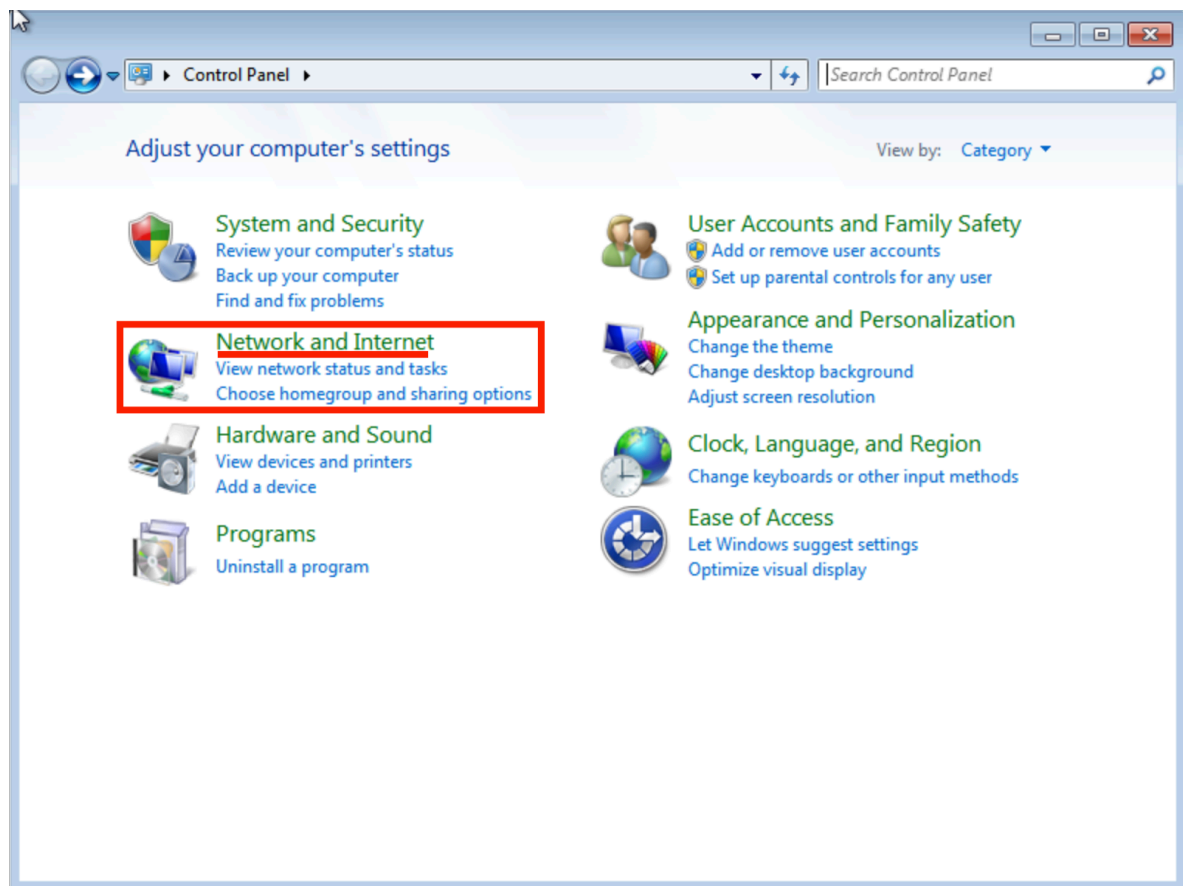 Control Panel
Search Control Panel
Adjust your computer's settings
View by: Category
System and Security
Review your computer's status
Back up your computer
Find and fix problems
Network and Internet
View network status and tasks
Choose homegroup and sharing options
Hardware and Sound
View devices and printers
Add a device
Programs
Uninstall a program
User Accounts and Family Safety
Add or remove user accounts
Set up parental controls for any user
Appearance and Personalization
Change the theme
Change desktop background
Adjust screen resolution
Clock, Language, and Region
Change keyboards or other input methods
Ease of Access
Let Windows suggest settings
Optimize visual display